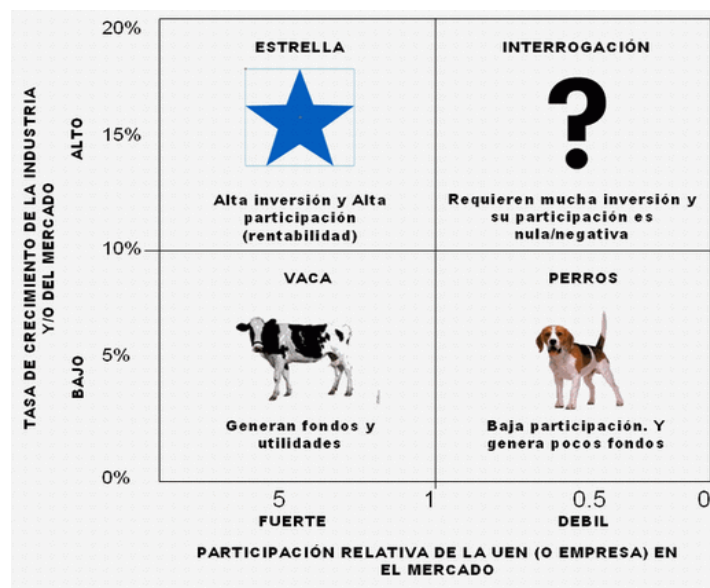 20%
ESTRELLA
INTERROGACIÓN
?
15%
ALTO
Alta inversión y Alta
participación
(rentabilidad)
Requieren mucha inversión y
su participación es
nula/negativa
10%
TASA DE CRECIMIENTO DE LA INDUSTRIA
Y/O DEL MERCADO
VACA
PERROS
5%
BAJO
Generan fondos y
utilidades
Baja participación. Y
genera pocos fondos
0%
5
1
0.5
0
FUERTE
DEBIL
PARTICIPACIÓN RELATIVA DE LA UEN (O EMPRESA) EN
EL MERCADO